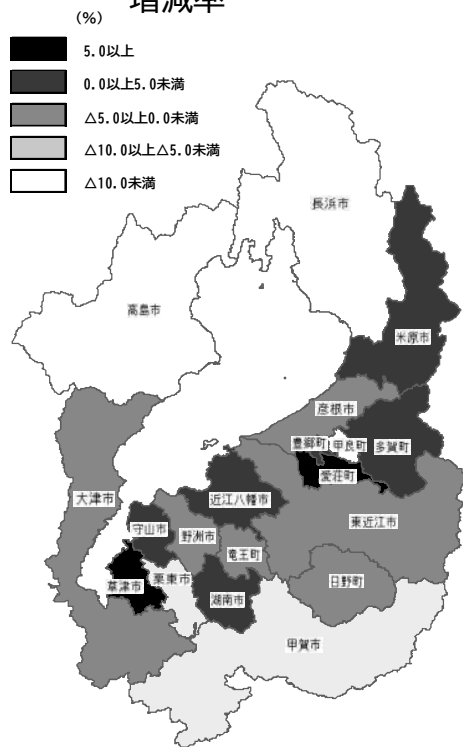 増減率
(%)
5.0以上
0.0以上5.0未満
△5.0以上0.0未満
△10.0以上△5.0未満
△10.0未満
長浜市
高島市
米原市
彦根市
豊郷町
甲良町
多賀町
愛荘町
大津市
近江八幡市
東近江市
守山市
野洲市
竜王町
日野町
草津市
栗東市
湖南市
甲賀市